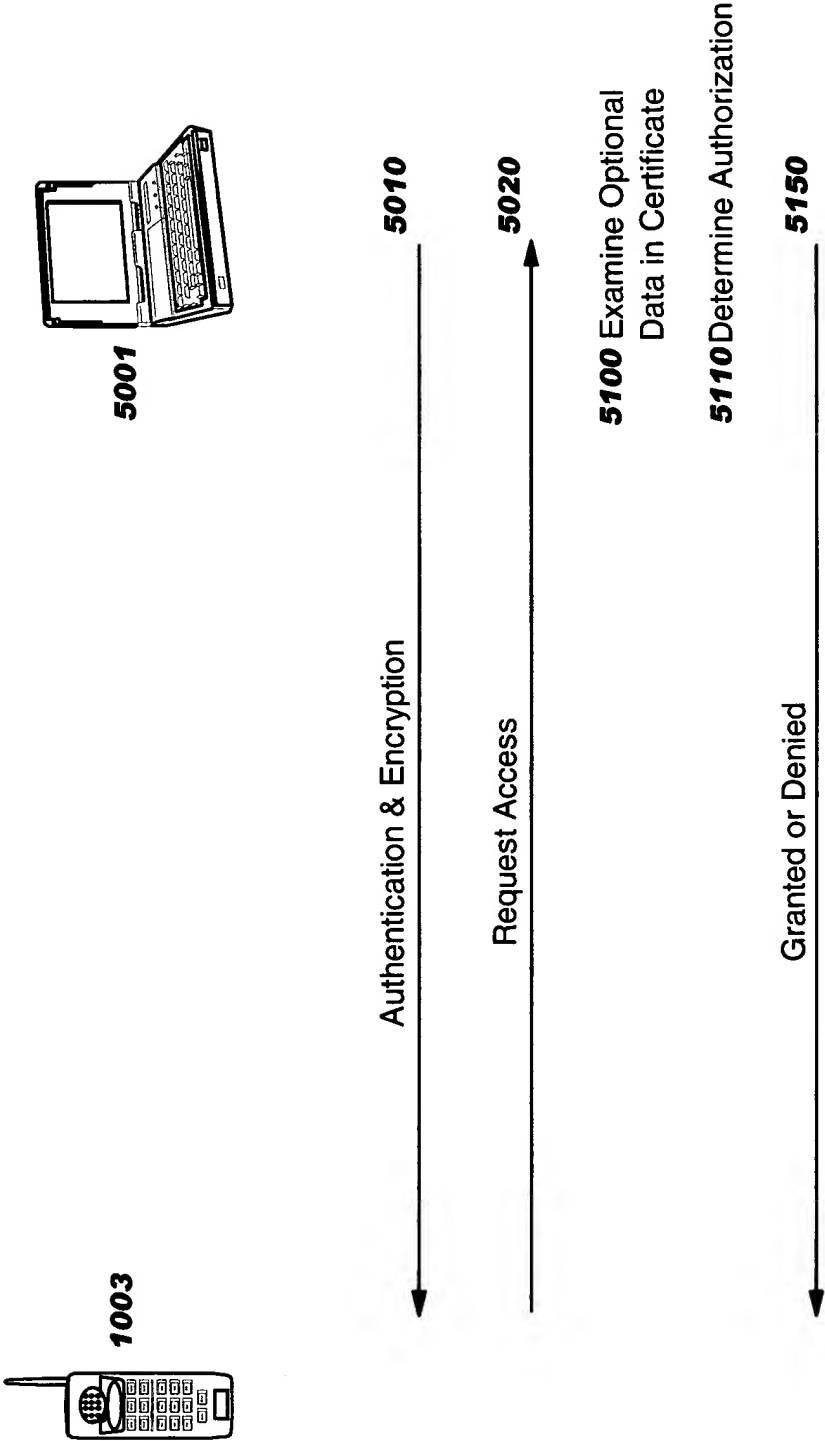 1003
5001
Authentication & Encryption
5010
Request Access
5020
5100 Examine Optional
Data in Certificate
5110 Determine Authorization
Granted or Denied
5150